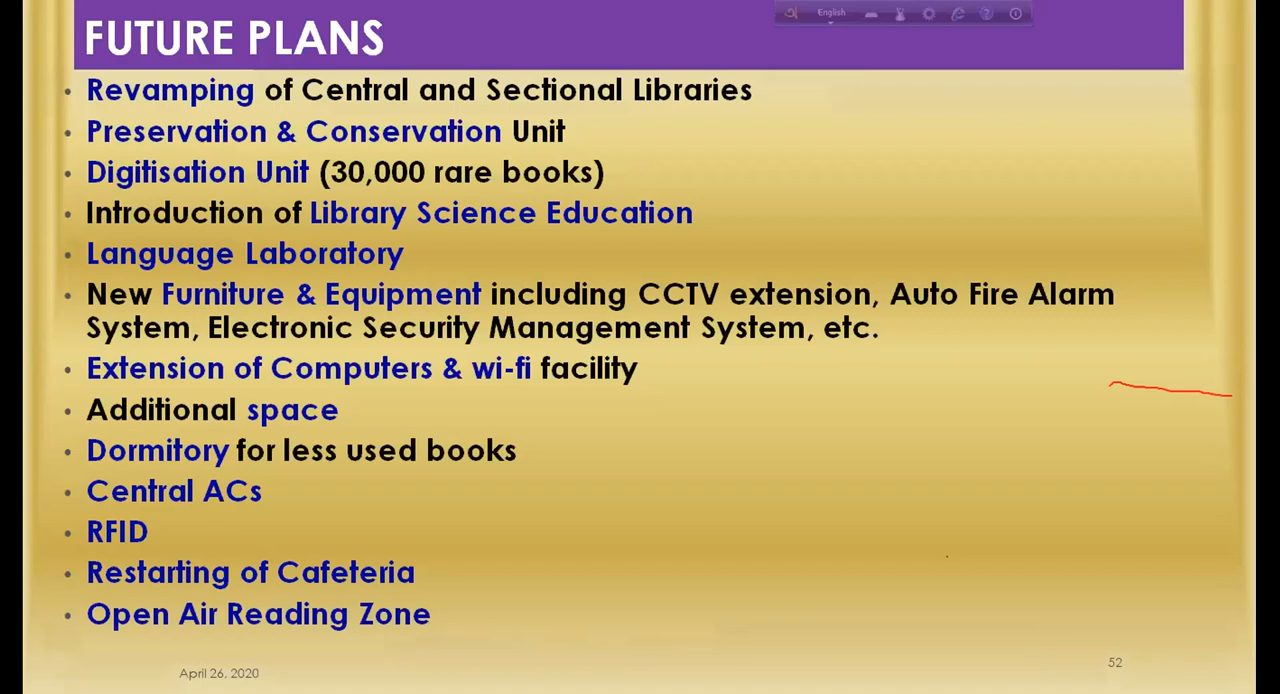 English
FUTURE PLANS
• Revamping of Central and Sectional Libraries
• Preservation & Conservation Unit
• Digitisation Unit (30,000 rare books)
• Introduction of Library Science Education
• Language Laboratory
• New Furniture & Equipment including CCTV extension, Auto Fire Alarm
System, Electronic Security Management System, etc.
• Extension of Computers & wi-fi facility
• Additional space
• Dormitory for less used books
• Central ACs
• RFID
• Restarting of Cafeteria
• Open Air Reading Zone
April 26, 2020
52